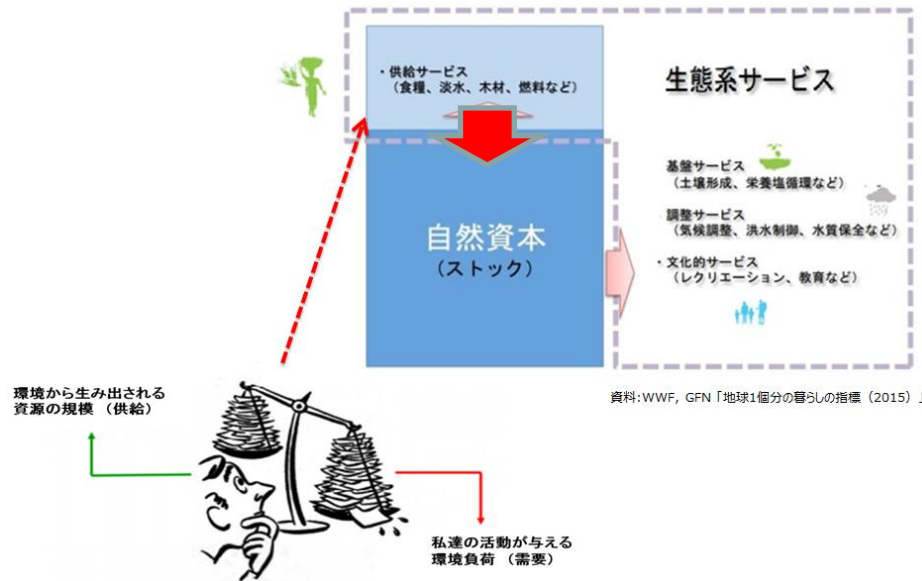 ・供給サービス
（食糧、淡水、木材、燃料など）
生態系サービス
基盤サービス
（土壌形成、栄養塩循環など）
調整サービス
（気候調整、洪水制御、水質保全など）
・文化的サービス
（レクリエーション、教育など）
自然資本
（ストック）
資料:WWF, GFN「地球1個分の暮らしの指標（2015）」
環境から生み出される
資源の規模 （供給）
私達の活動が与える
環境負荷 （需要）